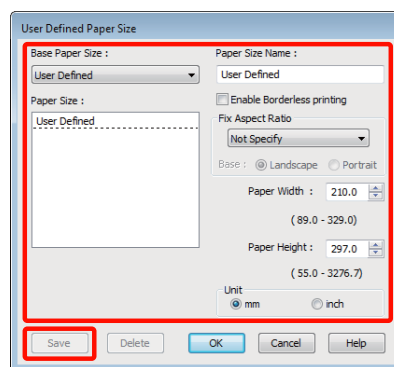 User Defined Paper Size
Base Paper Size :
User Defined
Paper Size :
User Defined
Paper Size Name :
User Defined
Enable Borderless printing
Fix Aspect Ratio
Not Specify
Base : Landscape Portrait
Paper Width : 210.0
( 89.0 - 329.0)
Paper Height : 297.0
( 55.0 - 3276.7)
Unit
mm inch
Save Delete OK Cancel Help